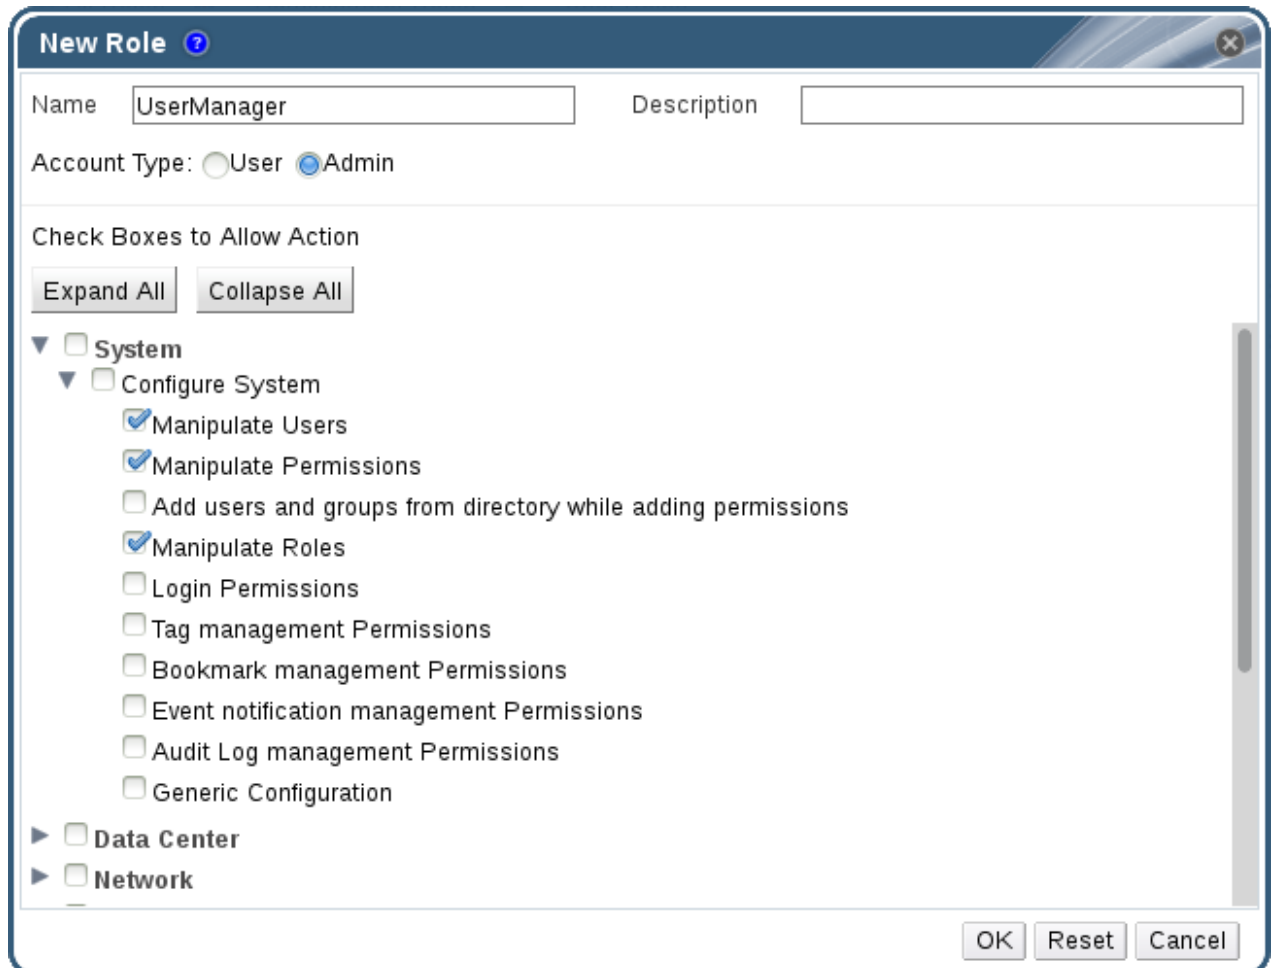 New Role ?
Name UserManager Description
Account Type: User Admin
Check Boxes to Allow Action
Expand All Collapse All
System
Configure System
Manipulate Users
Manipulate Permissions
Add users and groups from directory while adding permissions
Manipulate Roles
Login Permissions
Tag management Permissions
Bookmark management Permissions
Event notification management Permissions
Audit Log management Permissions
Generic Configuration
Data Center
Network
OK Reset Cancel